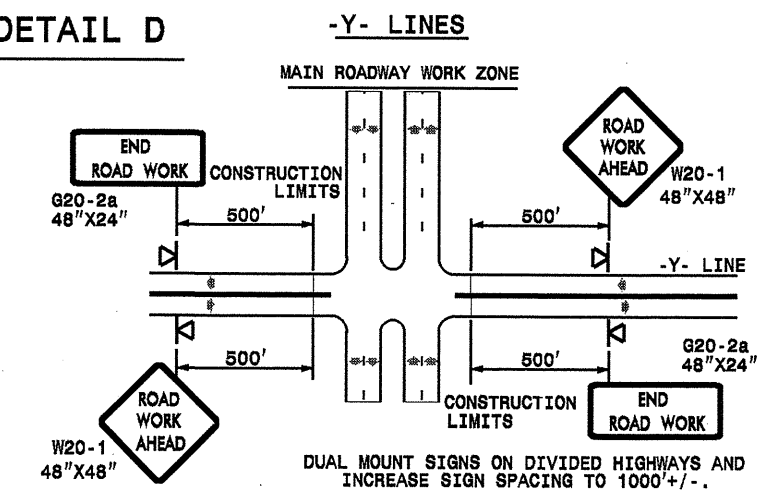 DETAIL D
-Y- LINES
MAIN ROADWAY WORK ZONE
END
ROAD WORK
G20-2a
48"X24"
CONSTRUCTION
LIMITS
500'
500'
ROAD
WORK
AHEAD
W20-1
48"X48"
-Y- LINE
500'
500'
ROAD
WORK
AHEAD
W20-1
48"X48"
CONSTRUCTION
LIMITS
G20-2a
48"X24"
END
ROAD WORK
DUAL MOUNT SIGNS ON DIVIDED HIGHWAYS AND
INCREASE SIGN SPACING TO 1000'+/-.